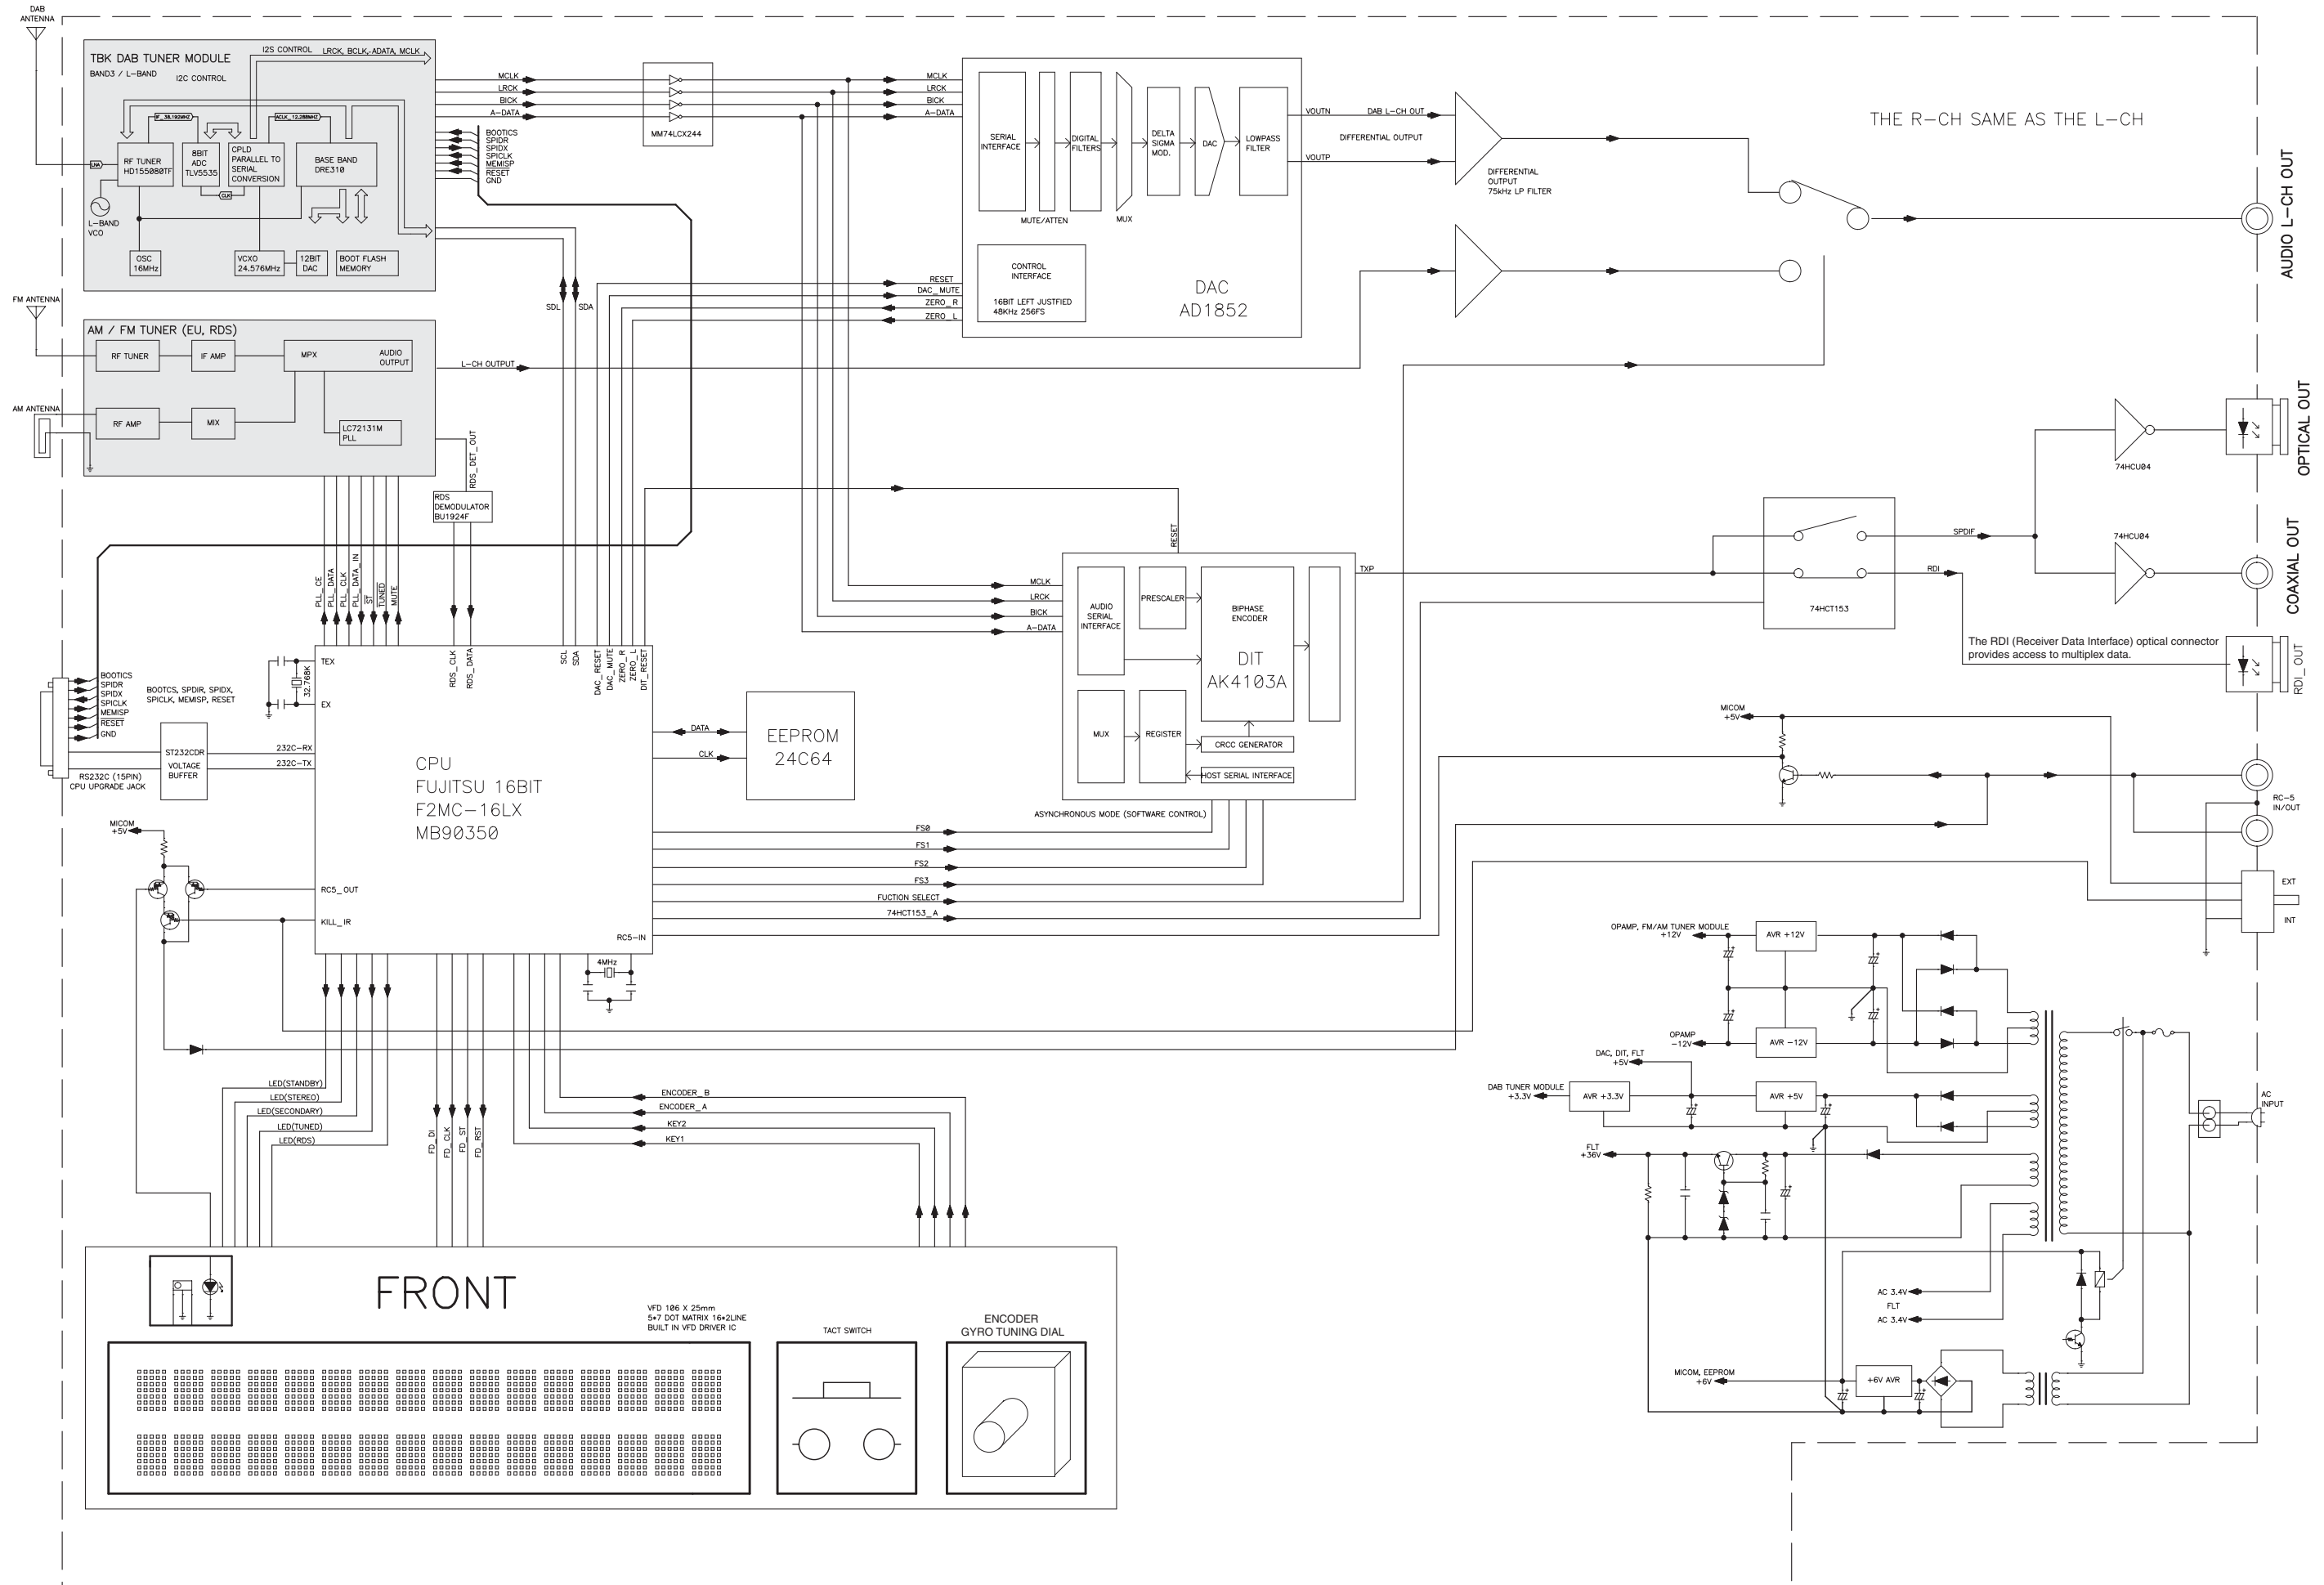 DAB
ANTENNA
TBK DAB TUNER MODULE
BAND3 / L-BAND
I2C CONTROL
I2S CONTROL
LRCK, BCLK,-ADATA, MCLK
IF_38.192MHZ
ACLK_12.288MHZ
LNA
RF TUNER
HD155080TF
8BIT
ADC
TLV5535
CPLD
PARALLEL TO
SERIAL
CONVERSION
BASE BAND
DRE310
CLK
L-BAND
VCO
OSC
16MHz
VCXO
24.576MHz
12BIT
DAC
BOOT FLASH
MEMORY
MCLK
LRCK
BICK
A-DATA
MM74LCX244
BOOTICS
SPIDR
SPIDX
SPICLK
MEMISP
RESET
GND
SDL
SDA
MCLK
LRCK
BICK
A-DATA
SERIAL
INTERFACE
MUTE/ATTEN
DIGITAL
FILTERS
MUX
DELTA
SIGMA
MOD.
DAC
LOWPASS
FILTER
CONTROL
INTERFACE
16BIT LEFT JUSTFIED
48KHz 256FS
DAC
AD1852
RESET
DAC_MUTE
ZERO_R
ZERO_L
VOUTN
DAB L-CH OUT
DIFFERENTIAL OUTPUT
VOUTP
DIFFERENTIAL
OUTPUT
75kHz LP FILTER
THE R-CH SAME AS THE L-CH
AUDIO L-CH OUT
FM ANTENNA
AM / FM TUNER (EU, RDS)
RF TUNER
IF AMP
MPX
AUDIO
OUTPUT
AM ANTENNA
RF AMP
MIX
LC72131M
PLL
L-CH OUTPUT
RDS_DET_OUT
RDS
DEMODULATOR
BU1924F
PLL_CE
PLL_DATA
PLL_CLK
PLL_DATA_IN
ST
TUNED
MUTE
RESET
MCLK
LRCK
BICK
A-DATA
AUDIO
SERIAL
INTERFACE
PRESCALER
BIPHASE
ENCODER
DIT
AK4103A
MUX
REGISTER
CRCC GENERATOR
HOST SERIAL INTERFACE
ASYNCHRONOUS MODE (SOFTWARE CONTROL)
TXP
74HCT153
SPDIF
RDI
74HCU04
74HCU04
OPTICAL OUT
COAXIAL OUT
The RDI (Receiver Data Interface) optical connector
provides access to multiplex data.
RDI_OUT
BOOTICS
SPIDR
SPIDX
SPICLK
MEMISP
RESET
GND
BOOTCS, SPDIR, SPIDX,
SPICLK, MEMISP, RESET
ST232CDR
VOLTAGE
BUFFER
RS232C (15PIN)
CPU UPGRADE JACK
232C-RX
232C-TX
TEX
32.768K
EX
RDS_CLK
RDS_DATA
SCL
SDA
DAC_RESET
DAC_MUTE
ZERO_R
ZERO_L
DIT_RESET
CPU
FUJITSU 16BIT
F2MC-16LX
MB90350
DATA
CLK
EEPROM
24C64
FS0
FS1
FS2
FS3
FUCTION SELECT
74HCT153_A
RC5-IN
RC5_OUT
KILL_IR
4MHz
MICOM
+5V
MICOM
+5V
RC-5
IN/OUT
EXT
INT
OPAMP, FM/AM TUNER MODULE
+12V
AVR +12V
OPAMP
-12V
AVR -12V
DAC, DIT, FLT
+5V
DAB TUNER MODULE
+3.3V
AVR +3.3V
AVR +5V
FLT
+36V
AC 3.4V
FLT
AC 3.4V
MICOM, EEPROM
+6V
+6V AVR
AC
INPUT
LED(STANDBY)
LED(STEREO)
LED(SECONDARY)
LED(TUNED)
LED(RDS)
FD_DI
FD_CLK
FD_ST
FD_RST
ENCODER_B
ENCODER_A
KEY2
KEY1
FRONT
VFD 106 X 25mm
5*7 DOT MATRIX 16*2LINE
BUILT IN VFD DRIVER IC
TACT SWITCH
ENCODER
GYRO TUNING DIAL